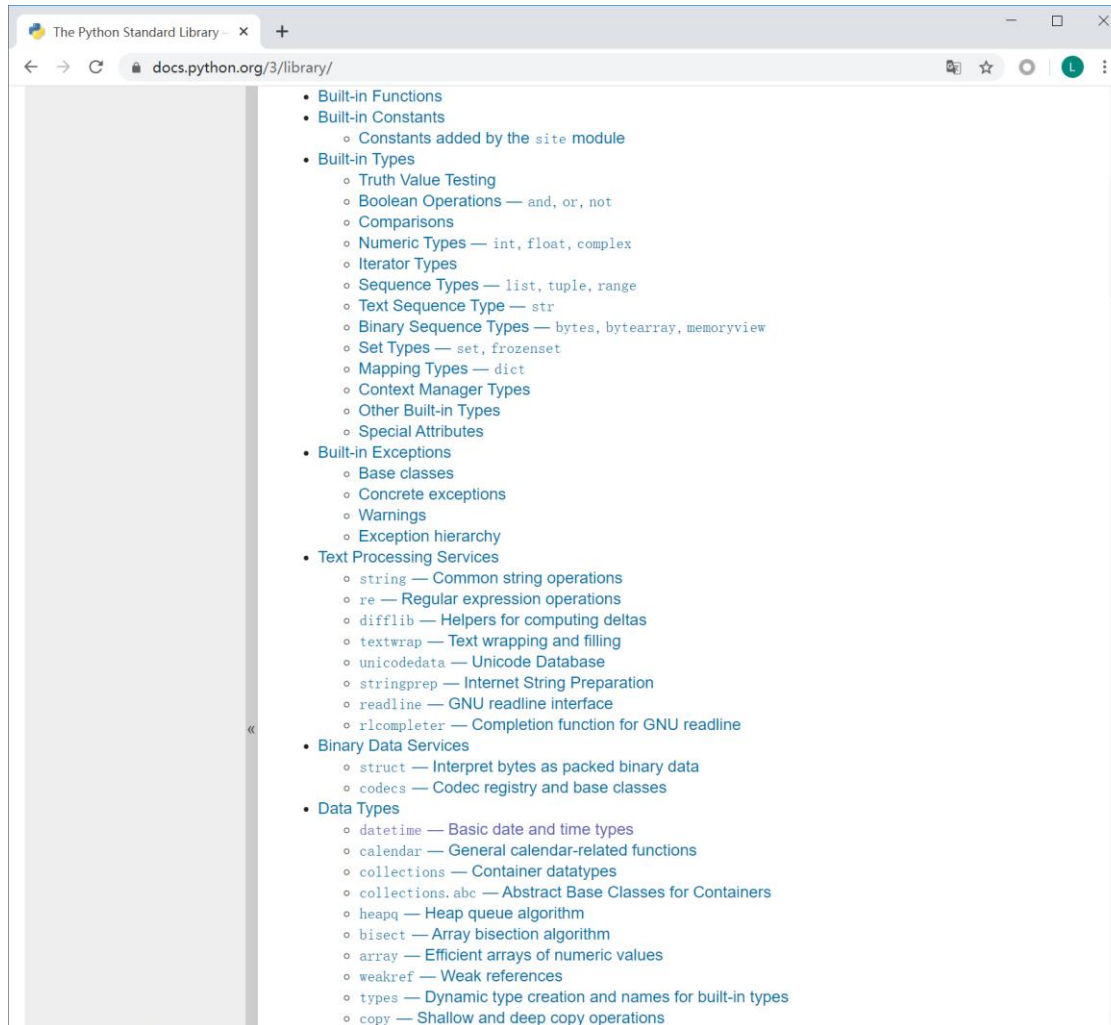 The Python Standard Library –
docs.python.org/3/library/
L
• Built-in Functions
• Built-in Constants
◦ Constants added by the site module
• Built-in Types
◦ Truth Value Testing
◦ Boolean Operations — and, or, not
◦ Comparisons
◦ Numeric Types — int, float, complex
◦ Iterator Types
◦ Sequence Types — list, tuple, range
◦ Text Sequence Type — str
◦ Binary Sequence Types — bytes, bytearray, memoryview
◦ Set Types — set, frozenset
◦ Mapping Types — dict
◦ Context Manager Types
◦ Other Built-in Types
◦ Special Attributes
• Built-in Exceptions
◦ Base classes
◦ Concrete exceptions
◦ Warnings
◦ Exception hierarchy
• Text Processing Services
◦ string — Common string operations
◦ re — Regular expression operations
◦ difflib — Helpers for computing deltas
◦ textwrap — Text wrapping and filling
◦ unicodedata — Unicode Database
◦ stringprep — Internet String Preparation
◦ readline — GNU readline interface
◦ rlcompleter — Completion function for GNU readline
«
• Binary Data Services
◦ struct — Interpret bytes as packed binary data
◦ codecs — Codec registry and base classes
• Data Types
◦ datetime — Basic date and time types
◦ calendar — General calendar-related functions
◦ collections — Container datatypes
◦ collections.abc — Abstract Base Classes for Containers
◦ heapq — Heap queue algorithm
◦ bisect — Array bisection algorithm
◦ array — Efficient arrays of numeric values
◦ weakref — Weak references
◦ types — Dynamic type creation and names for built-in types
◦ copy — Shallow and deep copy operations